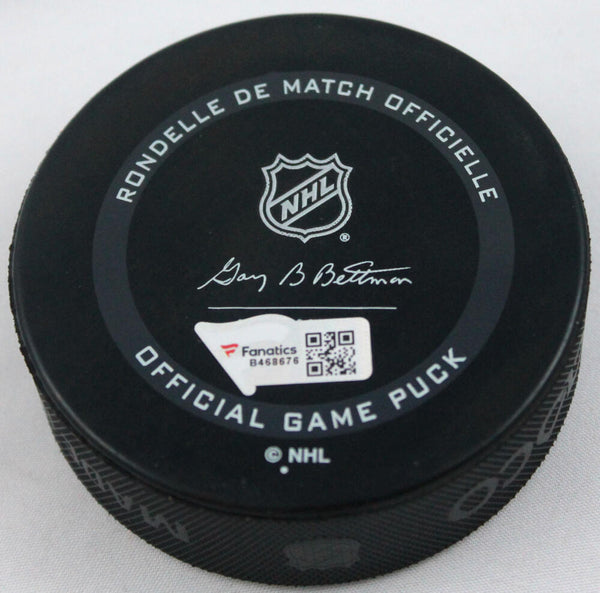 RONDELLE DE MATCH OFFICIELLE
NHL
®
Gary B Bettman
Fanatics
B468676
OFFICIAL GAME PUCK
© NHL